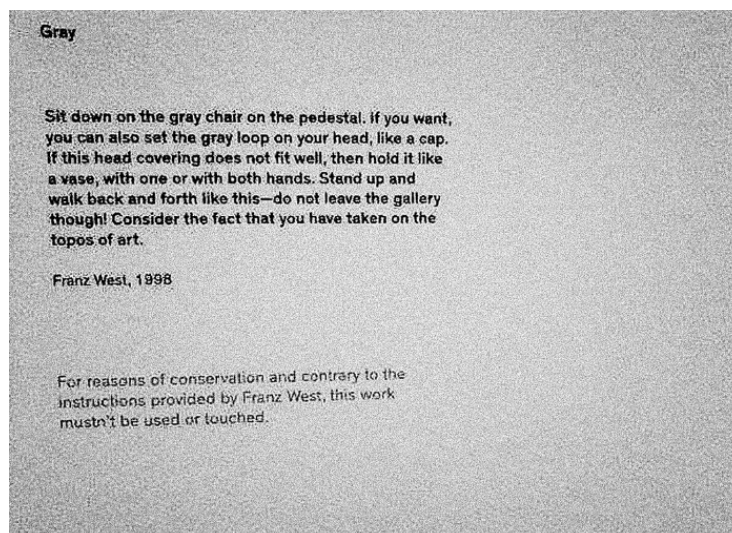 Gray
Sit down on the gray chair on the pedestal. If you want,
you can also set the gray loop on your head, like a cap.
If this head covering does not fit well, then hold it like
a vase, with one or with both hands. Stand up and
walk back and forth like this—do not leave the gallery
though! Consider the fact that you have taken on the
topos of art.
Franz West, 1998
For reasons of conservation and contrary to the
instructions provided by Franz West, this work
mustn't be used or touched.